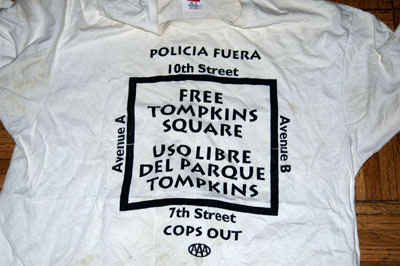 POLICIA FUERA
10th Street
Avenue A
FREE
TOMPKINS
SQUARE
USO LIBRE
DEL PARQUE
TOMPKINS
Avenue B
7th Street
COPS OUT
AAA